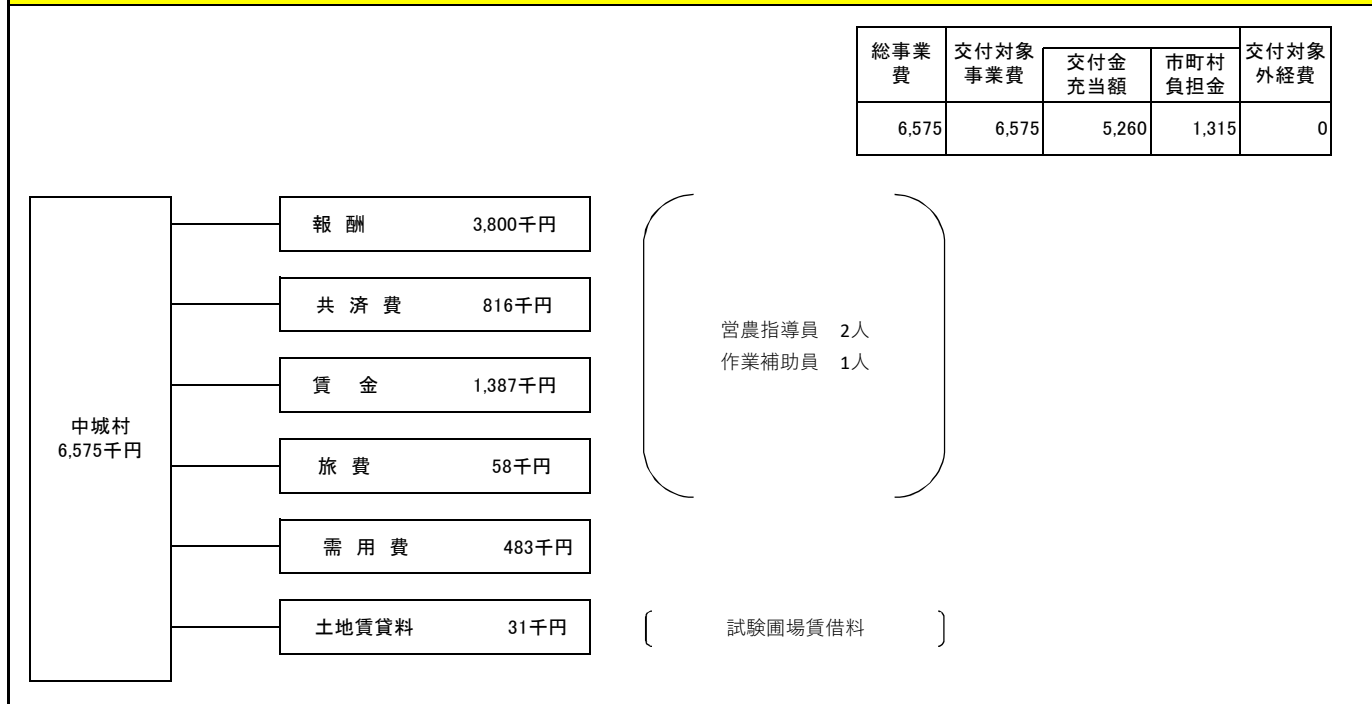 総事業
費
交付対象
事業費
交付金
充当額
市町村
負担金
交付対象
外経費
6,575 6,575 5,260 1,315 0
中城村
6,575千円
報 酬 3,800千円
共 済 費 816千円
賃 金 1,387千円
旅 費 58千円
需 用 費 483千円
土地賃貸料 31千円
営農指導員 2人
作業補助員 1人
試験圃場賃借料